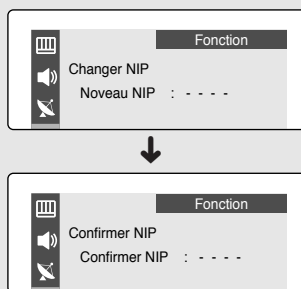 Fonction
Changer NIP
Noveau NIP : - - - -
Fonction
Confirmer NIP
Confirmer NIP : - - - -